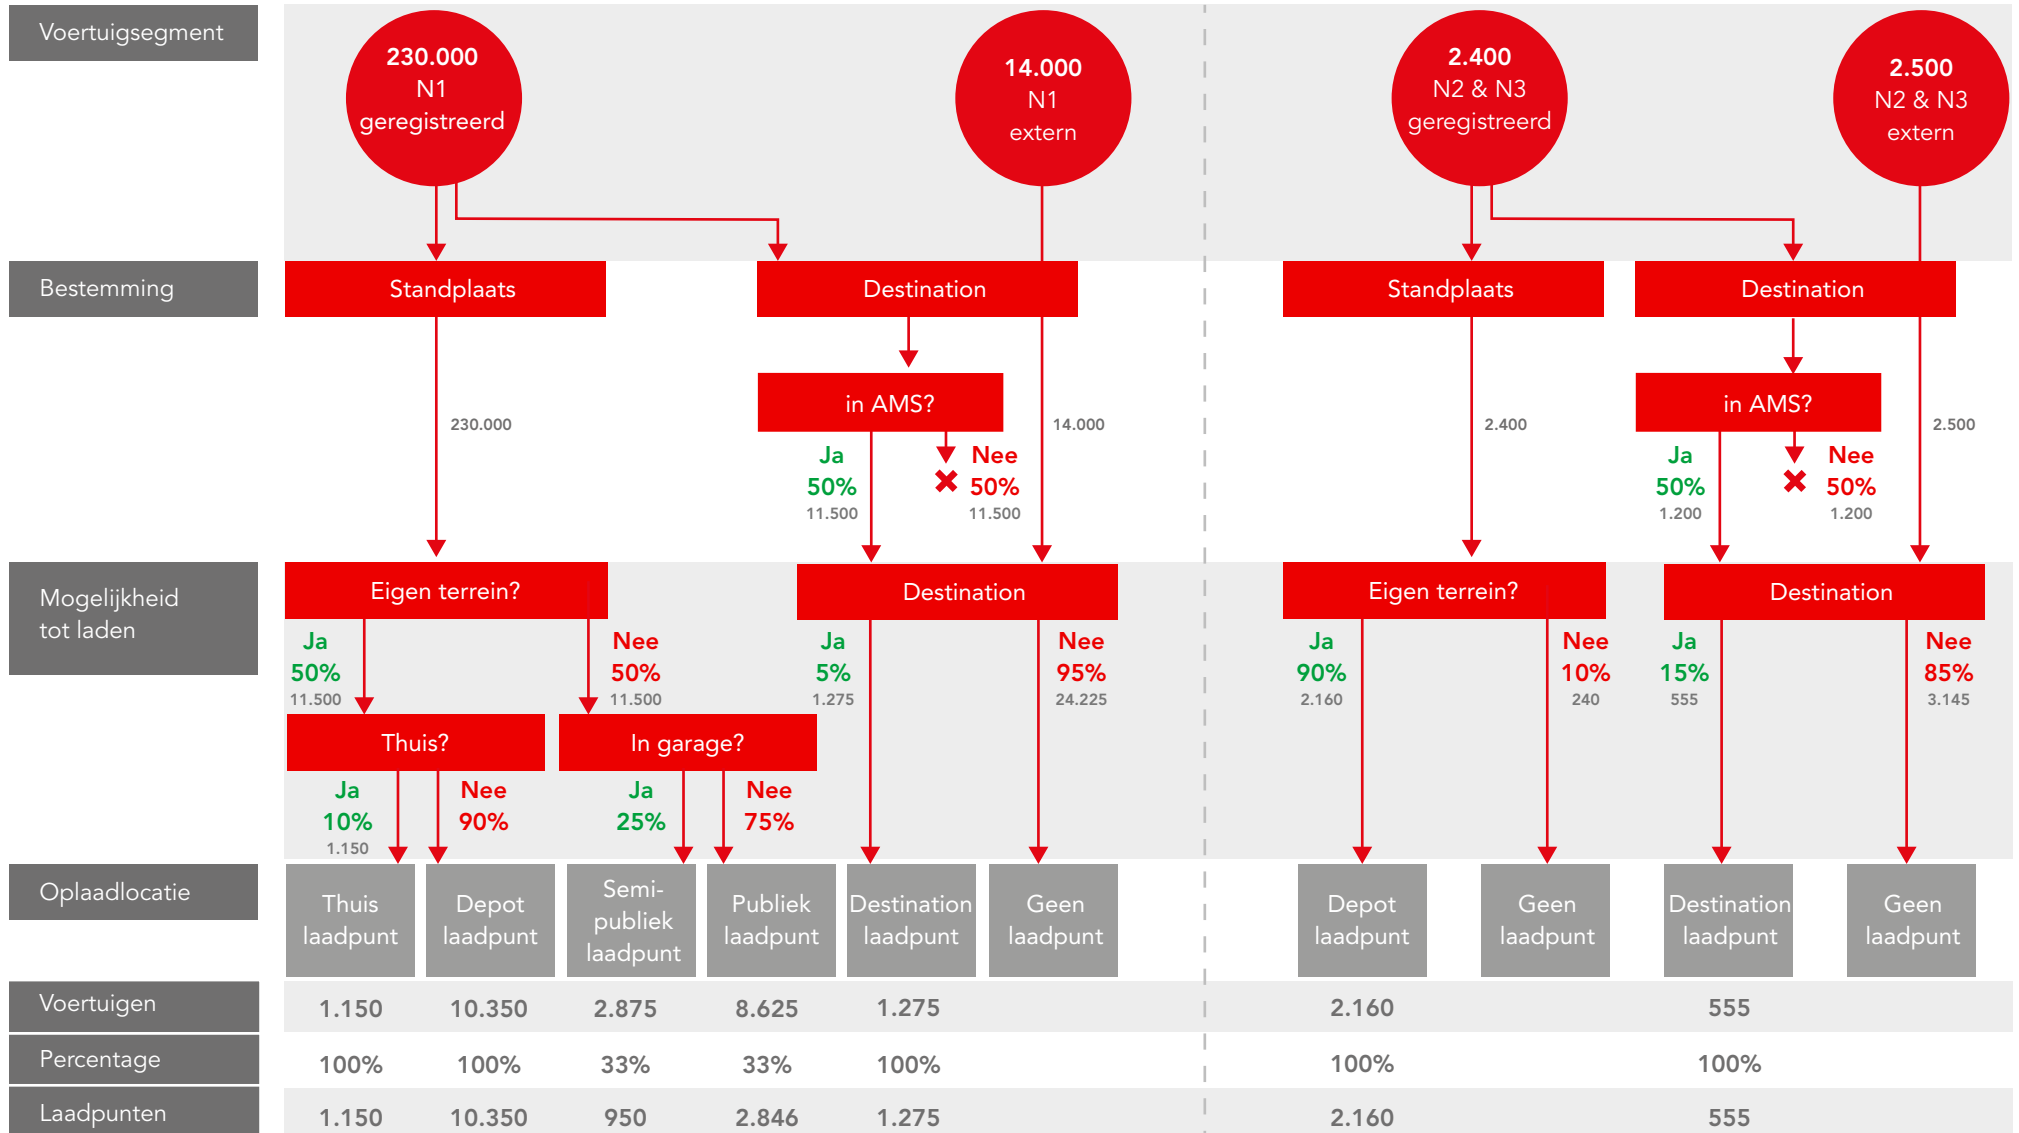 Voertuigsegment
230.000
N1
geregistreerd
14.000
N1
extern
2.400
N2 & N3
geregistreerd
2.500
N2 & N3
extern
Bestemming
Standplaats
Destination
Standplaats
Destination
in AMS?
in AMS?
230.000
14.000
2.400
2.500
Ja
50%
11.500
Nee
50%
11.500
Ja
50%
1.200
Nee
50%
1.200
Mogelijkheid
tot laden
Eigen terrein?
Destination
Eigen terrein?
Destination
Ja
50%
11.500
Nee
50%
11.500
Ja
5%
1.275
Nee
95%
24.225
Ja
90%
2.160
Nee
10%
240
Ja
15%
555
Nee
85%
3.145
Thuis?
In garage?
Ja
10%
1.150
Nee
90%
Ja
25%
Nee
75%
Oplaadlocatie
Thuis
laadpunt
Depot
laadpunt
Semi-
publiek
laadpunt
Publiek
laadpunt
Destination
laadpunt
Geen
laadpunt
Depot
laadpunt
Geen
laadpunt
Destination
laadpunt
Geen
laadpunt
Voertuigen 1.150 10.350 2.875 8.625 1.275 2.160 555
Percentage 100% 100% 33% 33% 100% 100% 100%
Laadpunten 1.150 10.350 950 2.846 1.275 2.160 555